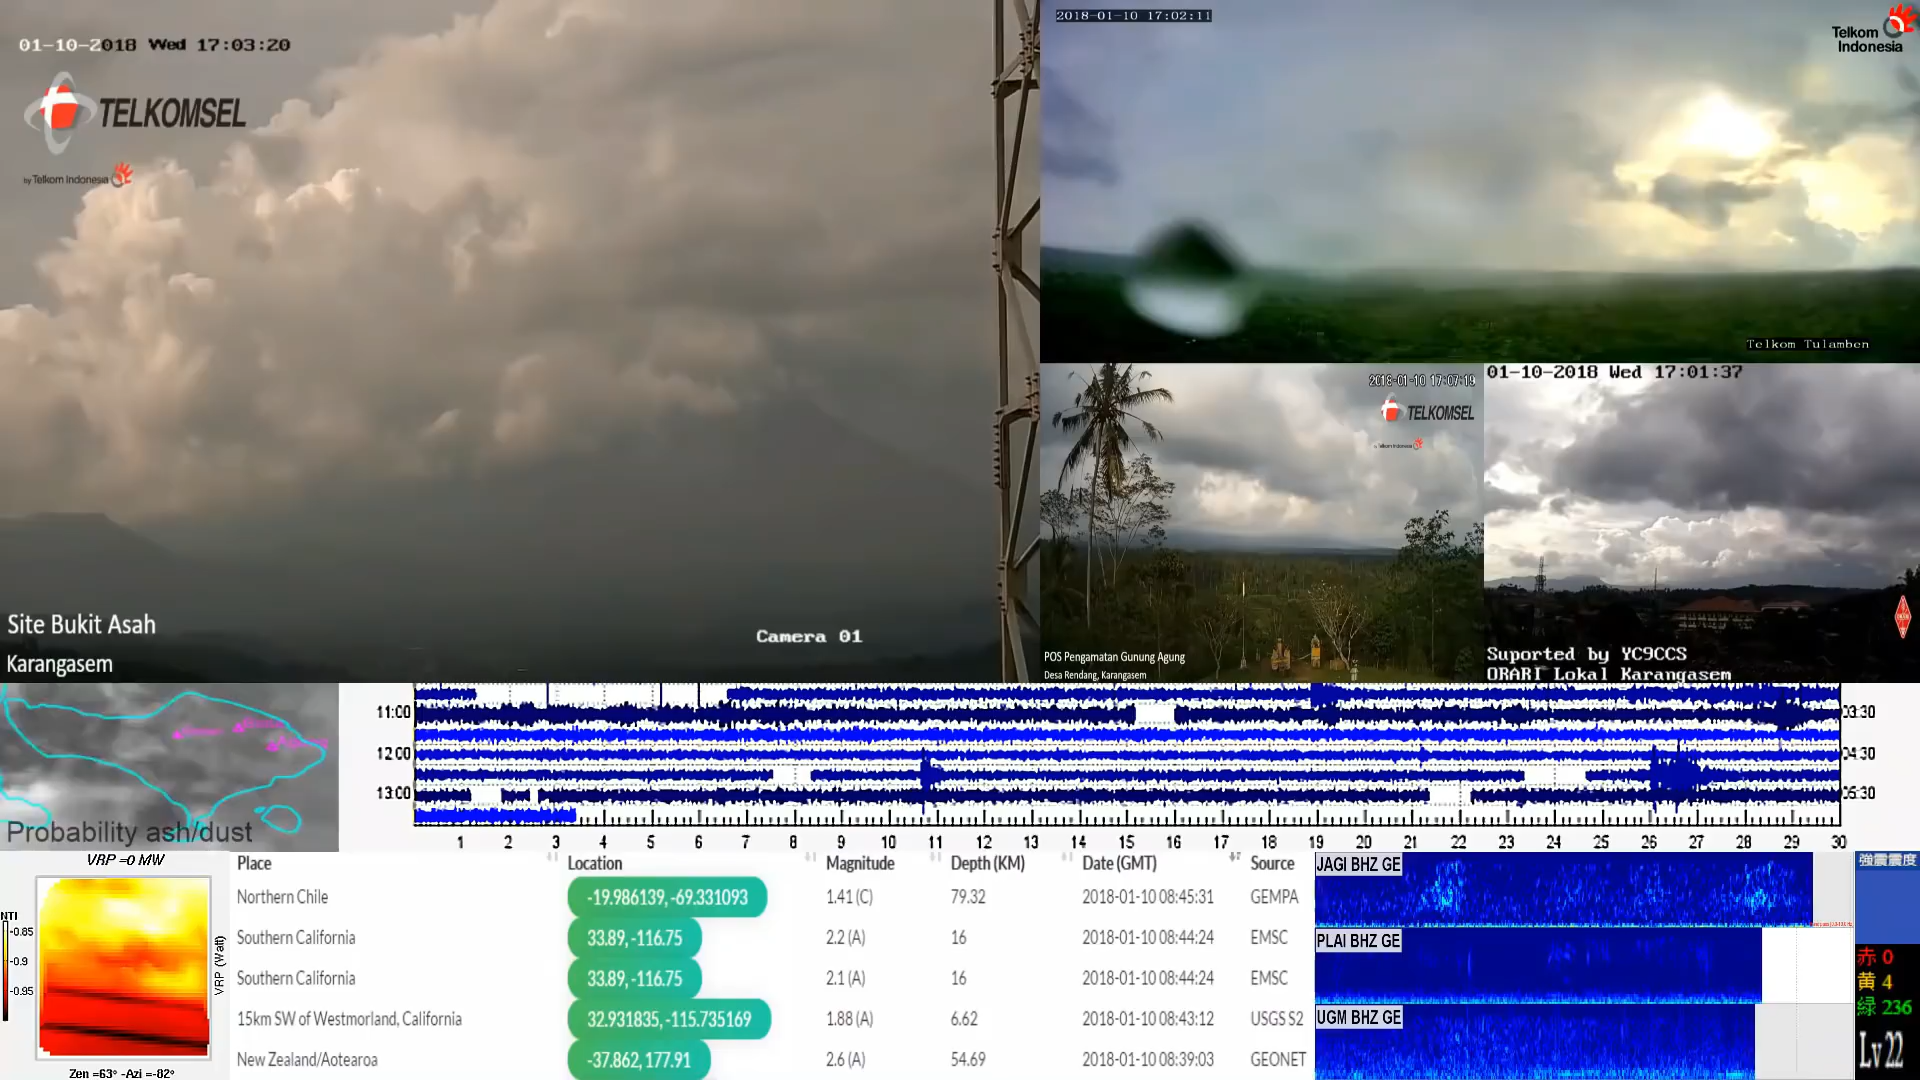 01-10-2018 Wed 17:03:20
TELKOMSEL
by Telkom Indonesia
Site Bukit Asah
Karangasem
Camera 01
2018-01-10 17:02:11
Telkom
Indonesia
Telkom Tulamben
2018-01-10 17:07:19
TELKOMSEL
by Telkom Indonesia
POS Pengamatan Gunung Agung
Desa Rendang, Karangasem
01-10-2018 Wed 17:01:37
Suported by YC9CCS
ORARI Lokal Karangasem
Probability ash/dust
11:00
12:00
13:00
03:30
04:30
05:30
1 2 3 4 5 6 7 8 9 10 11 12 13 14 15 16 17 18 19 20 21 22 23 24 25 26 27 28 29 30
VRP =0 MW
NTI
-0.85
-0.9
-0.95
VRP (Watt)
Zen =63° -Azi =-82°
Place Location Magnitude Depth (KM) Date (GMT) Source
Northern Chile -19.986139, -69.331093 1.41 (C) 79.32 2018-01-10 08:45:31 GEMPA
Southern California 33.89, -116.75 2.2 (A) 16 2018-01-10 08:44:24 EMSC
Southern California 33.89, -116.75 2.1 (A) 16 2018-01-10 08:44:24 EMSC
15km SW of Westmorland, California 32.931835, -115.735169 1.88 (A) 6.62 2018-01-10 08:43:12 USGS S2
New Zealand/Aotearoa -37.862, 177.91 2.6 (A) 54.69 2018-01-10 08:39:03 GEONET
JAGI BHZ GE
PLAI BHZ GE
UGM BHZ GE
強震震度
赤 0
黄 4
緑 236
Lv 22